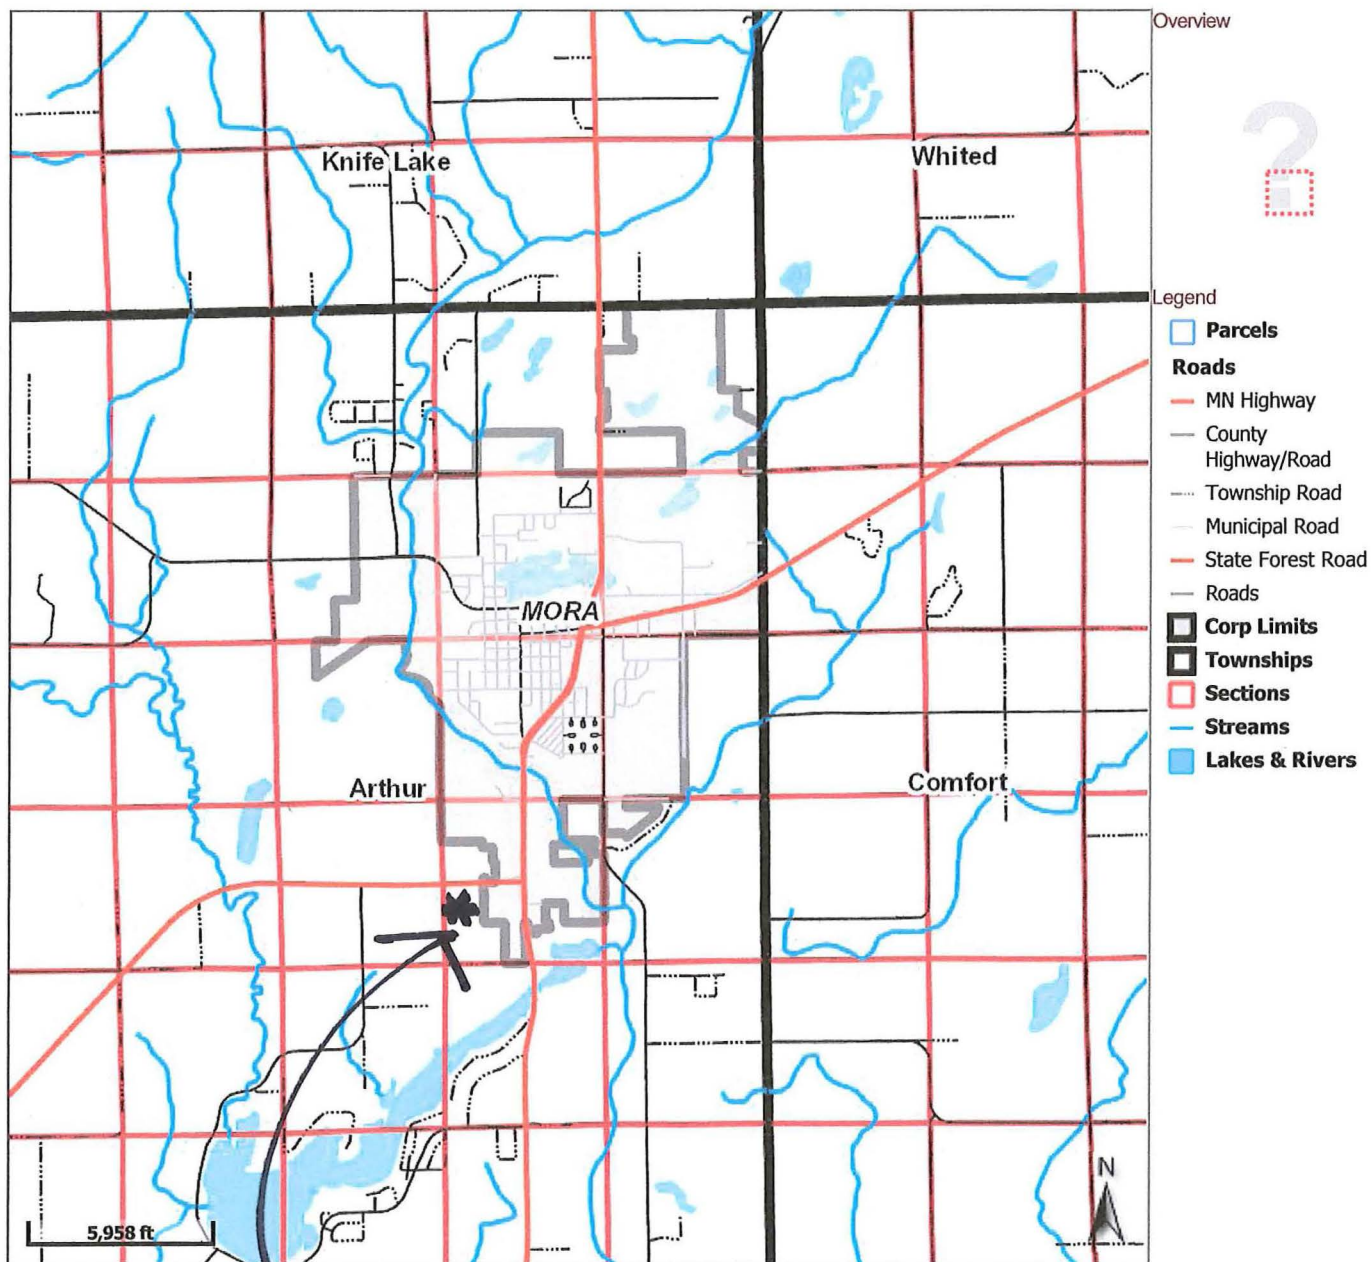 Overview
Knife Lake
Whited
Legend
Parcels
Roads
MN Highway
County
Highway/Road
Township Road
Municipal Road
State Forest Road
Roads
MORA
Corp Limits
Townships
Sections
Streams
Lakes & Rivers
Arthur
Comfort
N
5,958 ft
?